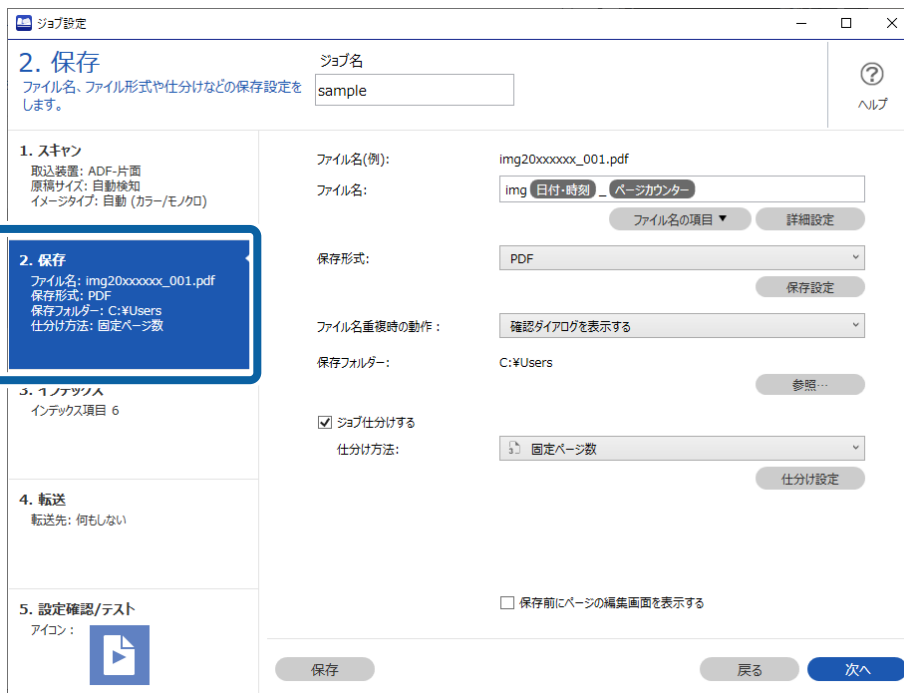 ジョブ設定
2. 保存
ファイル名、ファイル形式や仕分けなどの保存設定を
します。
ジョブ名
sample
ヘルプ
1. スキャン
取込装置: ADF-片面
原稿サイズ: 自動検知
イメージタイプ: 自動 (カラー/モノクロ)
2. 保存
ファイル名: img20xxxxxx_001.pdf
保存形式: PDF
保存フォルダー: C:¥Users
仕分け方法: 固定ページ数
3. インデックス
インデックス項目 6
4. 転送
転送先: 何もしない
5. 設定確認/テスト
アイコン :
ファイル名(例): img20xxxxxx_001.pdf
ファイル名: img 日付・時刻 _ ページカウンター
ファイル名の項目 ▼ 詳細設定
保存形式: PDF
保存設定
ファイル名重複時の動作 : 確認ダイアログを表示する
保存フォルダー: C:¥Users
参照…
ジョブ仕分けする
仕分け方法: 固定ページ数
仕分け設定
保存前にページの編集画面を表示する
保存 戻る 次へ